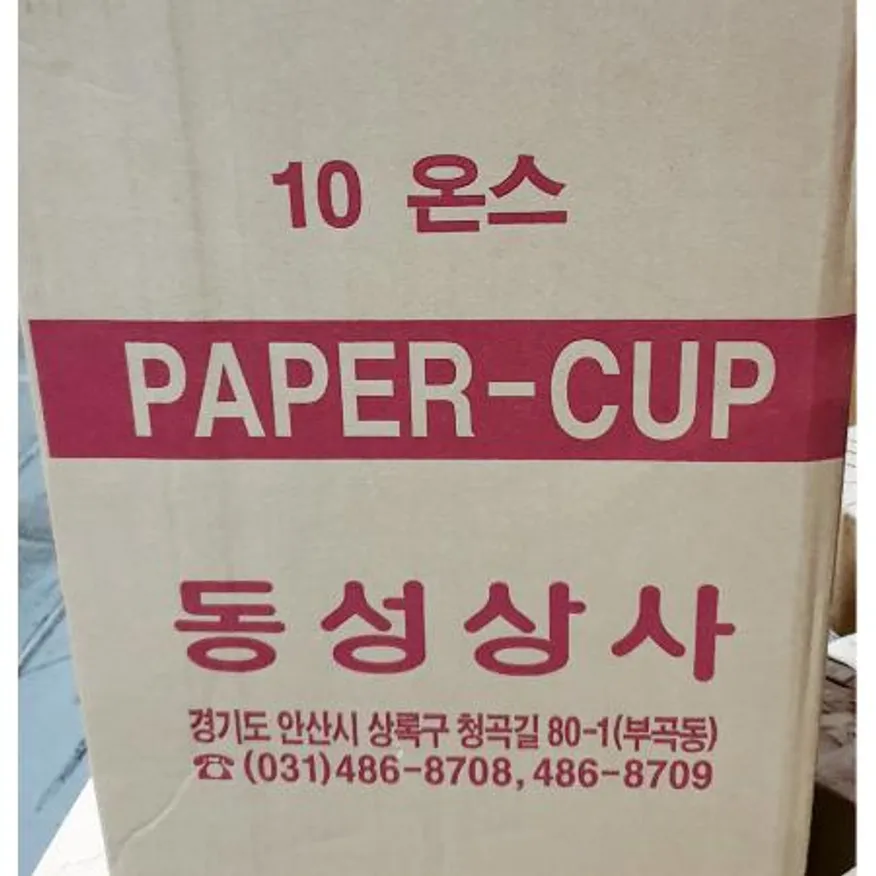 10 온스
PAPER-CUP
동성상사
경기도 안산시 상록구 청곡길 80-1(부곡동)
☎(031)486-8708, 486-8709